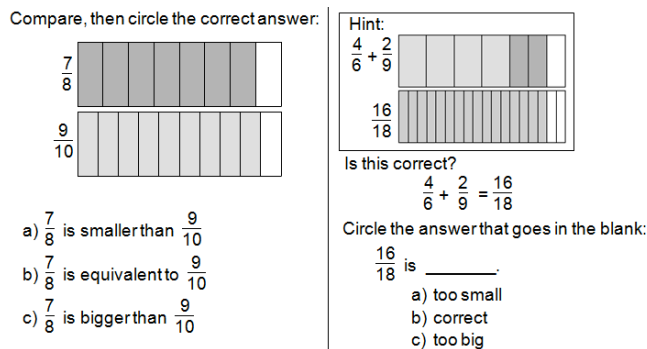 Compare, then circle the correct answer:
7/8
9/10
a) 7/8 is smaller than 9/10
b) 7/8 is equivalent to 9/10
c) 7/8 is bigger than 9/10
Hint:
4/6 + 2/9
16/18
Is this correct?
4/6 + 2/9 = 16/18
Circle the answer that goes in the blank:
16/18 is ________.
a) too small
b) correct
c) too big